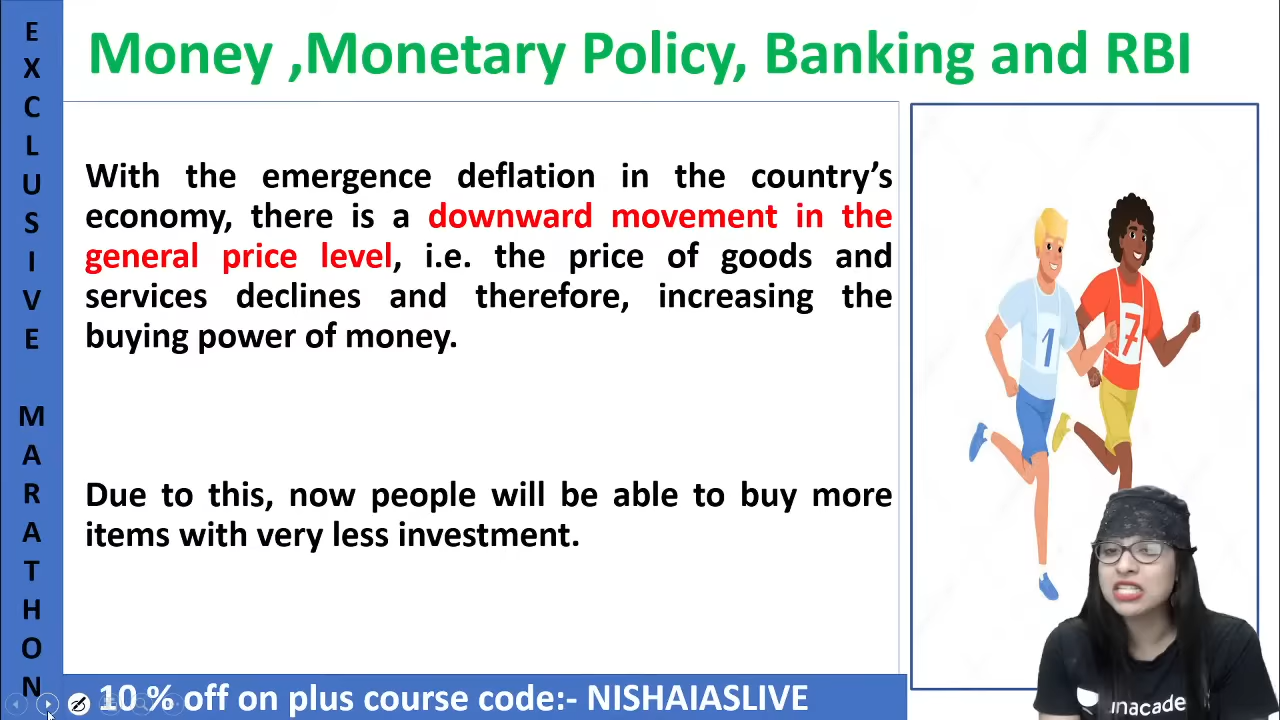 Money ,Monetary Policy, Banking and RBI
EXCLUSIVE MARATHON
With the emergence deflation in the country’s
economy, there is a downward movement in the
general price level, i.e. the price of goods and
services declines and therefore, increasing the
buying power of money.
Due to this, now people will be able to buy more
items with very less investment.
1
7
unacade
10 % off on plus course code:- NISHAIASLIVE